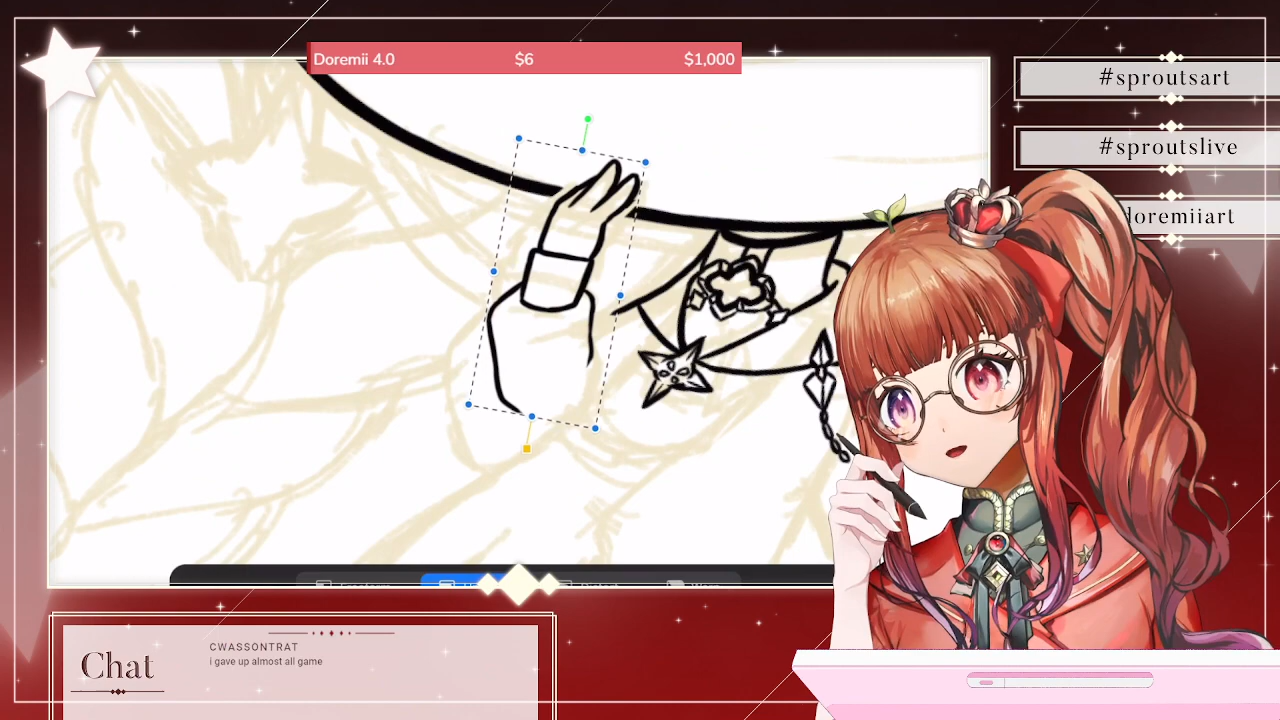 Doremii 4.0 $6 $1,000
#sproutsart
#sproutslive
doremiiart
Chat
CWASSONTRAT
i gave up almost all game